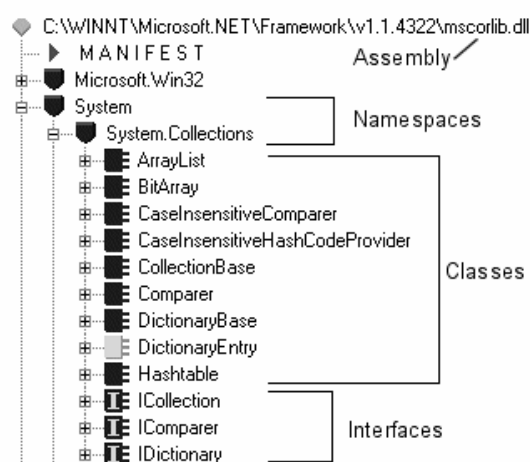 C:\WINNT\Microsoft.NET\Framework\v1.1.4322\mscorlib.dll
MANIFEST
Assembly
Microsoft.Win32
System
Namespaces
System.Collections
ArrayList
BitArray
CaseInsensitiveComparer
CaseInsensitiveHashCodeProvider
CollectionBase
Classes
Comparer
DictionaryBase
DictionaryEntry
Hashtable
ICollection
IComparer
Interfaces
IDictionary